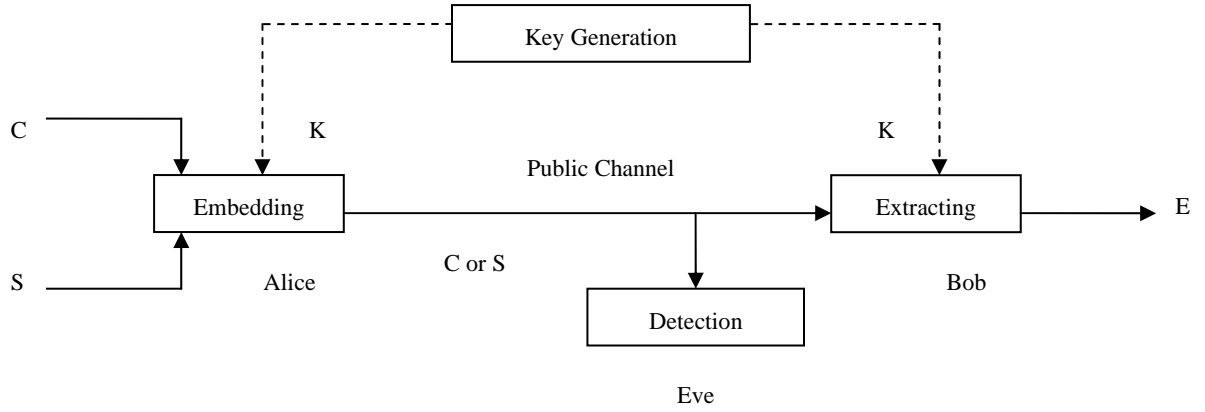 Key Generation
C
K
K
Public Channel
Embedding
Extracting
E
C or S
S
Alice
Bob
Detection
Eve